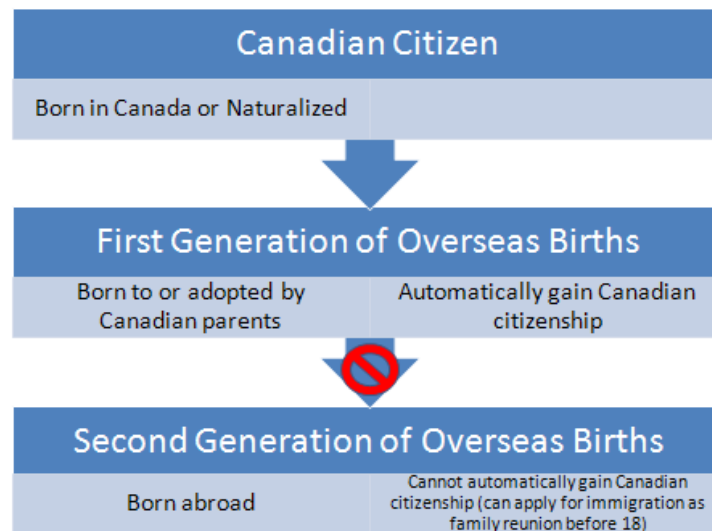 Canadian Citizen
Born in Canada or Naturalized
First Generation of Overseas Births
Born to or adopted by
Canadian parents
Automatically gain Canadian
citizenship
Second Generation of Overseas Births
Born abroad
Cannot automatically gain Canadian
citizenship (can apply for immigration as
family reunion before 18)